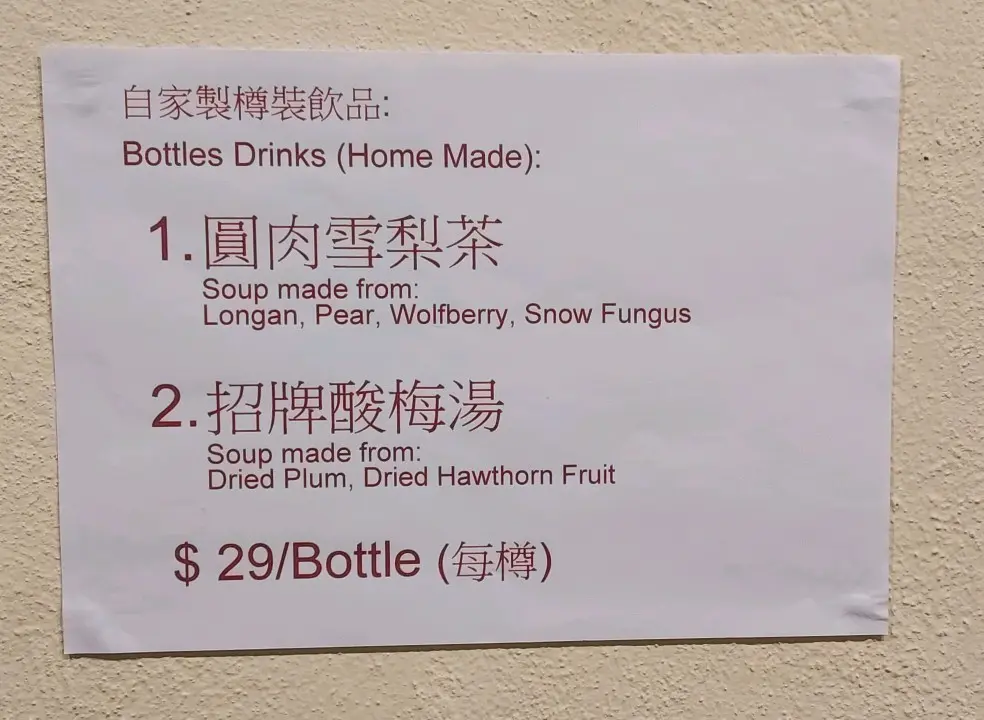 自家製樽裝飲品:
Bottles Drinks (Home Made):
1.圓肉雪梨茶
Soup made from:
Longan, Pear, Wolfberry, Snow Fungus
2.招牌酸梅湯
Soup made from:
Dried Plum, Dried Hawthorn Fruit
$ 29/Bottle (每樽)